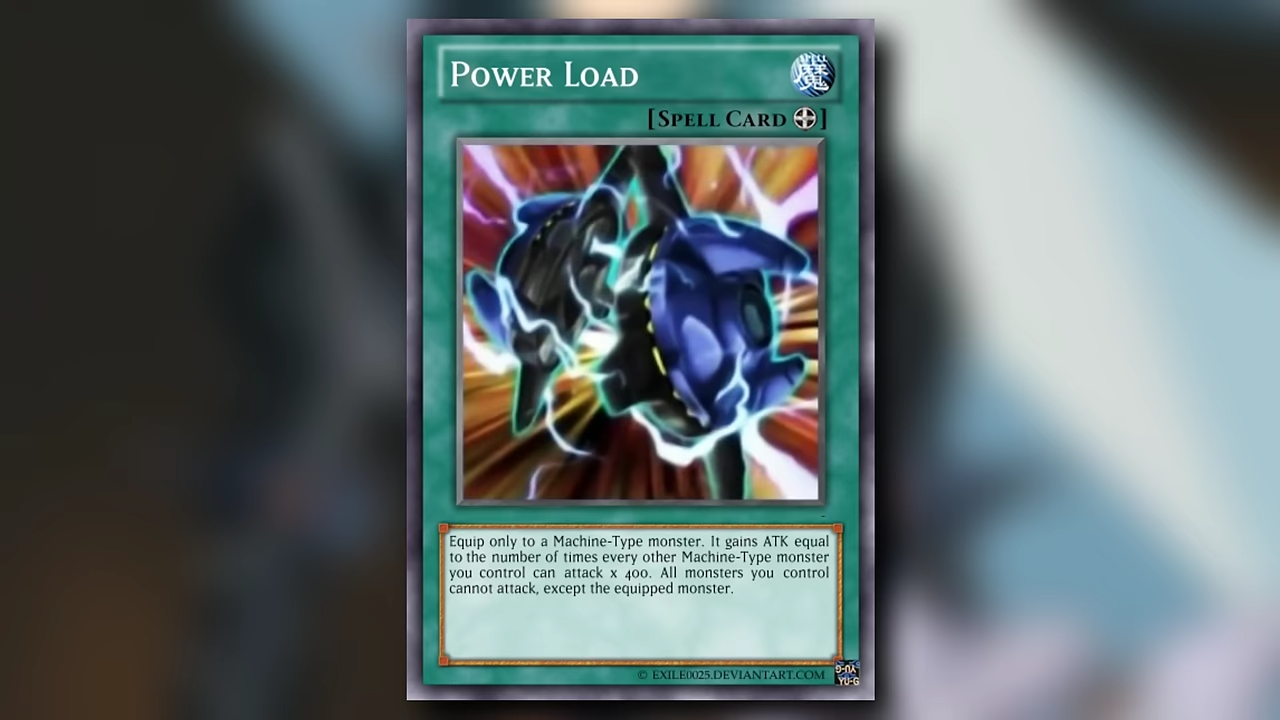 Power Load
魔
[Spell Card]
Equip only to a Machine-Type monster. It gains ATK equal
to the number of times every other Machine-Type monster
you control can attack x 400. All monsters you control
cannot attack, except the equipped monster.
© EXILE0025.DEVIANTART.COM